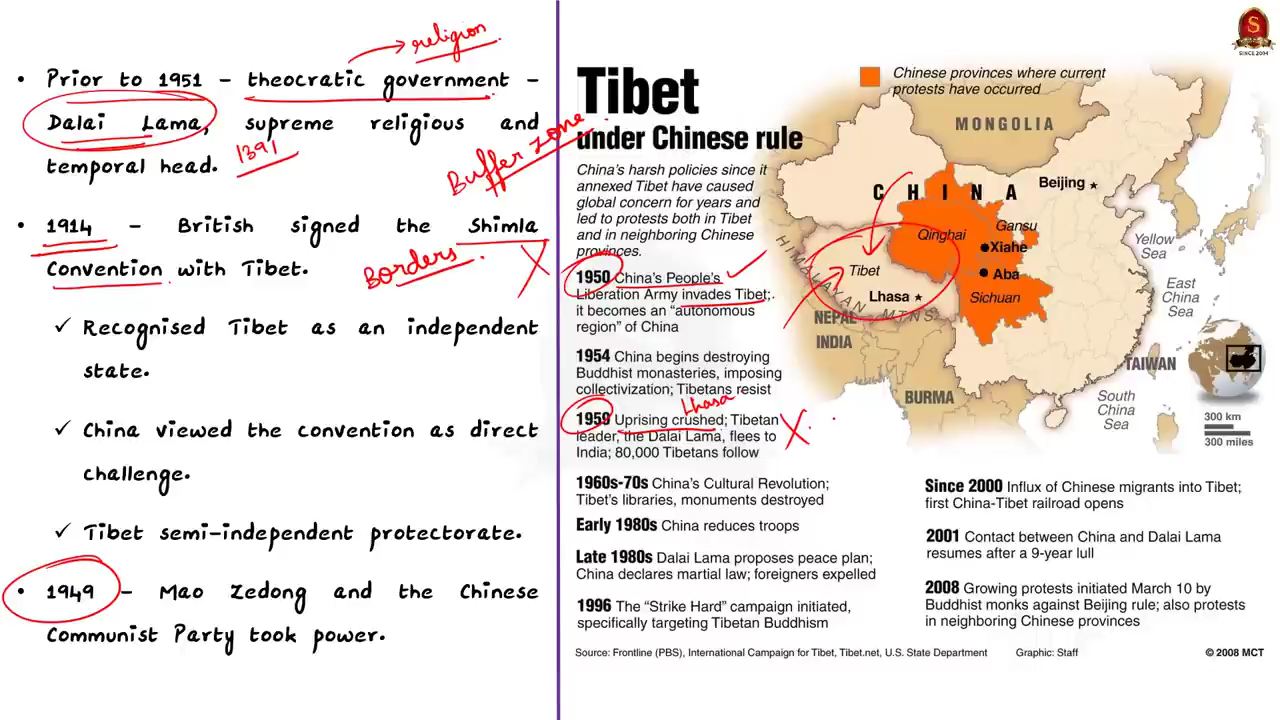 religion
• Prior to 1951 – theocratic government –
Dalai Lama, supreme religious and
temporal head.
1391
Buffer zone
• 1914 – British signed the Shimla
Convention with Tibet.
Borders
✓ Recognised Tibet as an independent
state.
✓ China viewed the convention as direct
challenge.
✓ Tibet semi-independent protectorate.
• 1949 – Mao Zedong and the Chinese
Communist Party took power.
Tibet
under Chinese rule
China's harsh policies since it
annexed Tibet have caused
global concern for years and
led to protests both in Tibet
and in neighboring Chinese
provinces.
1950 China's People's
Liberation Army invades Tibet;
it becomes an "autonomous
region" of China
1954 China begins destroying
Buddhist monasteries, imposing
collectivization; Tibetans resist
Lhasa
1959 Uprising crushed; Tibetan
leader, the Dalai Lama, flees to
India; 80,000 Tibetans follow
1960s-70s China's Cultural Revolution;
Tibet's libraries, monuments destroyed
Early 1980s China reduces troops
Late 1980s Dalai Lama proposes peace plan;
China declares martial law; foreigners expelled
1996 The "Strike Hard" campaign initiated,
specifically targeting Tibetan Buddhism
Chinese provinces where current
protests have occurred
MONGOLIA
CHINA
Beijing
Gansu
Qinghai
Xiahe
Tibet
Aba
Lhasa
Sichuan
HIMALAYAN MTNS
NEPAL
INDIA
BURMA
TAIWAN
Yellow
Sea
East
China
Sea
South
China
Sea
300 km
300 miles
Since 2000 Influx of Chinese migrants into Tibet;
first China-Tibet railroad opens
2001 Contact between China and Dalai Lama
resumes after a 9-year lull
2008 Growing protests initiated March 10 by
Buddhist monks against Beijing rule; also protests
in neighboring Chinese provinces
Source: Frontline (PBS), International Campaign for Tibet, Tibet.net, U.S. State Department Graphic: Staff © 2008 MCT
S
SINCE 2004